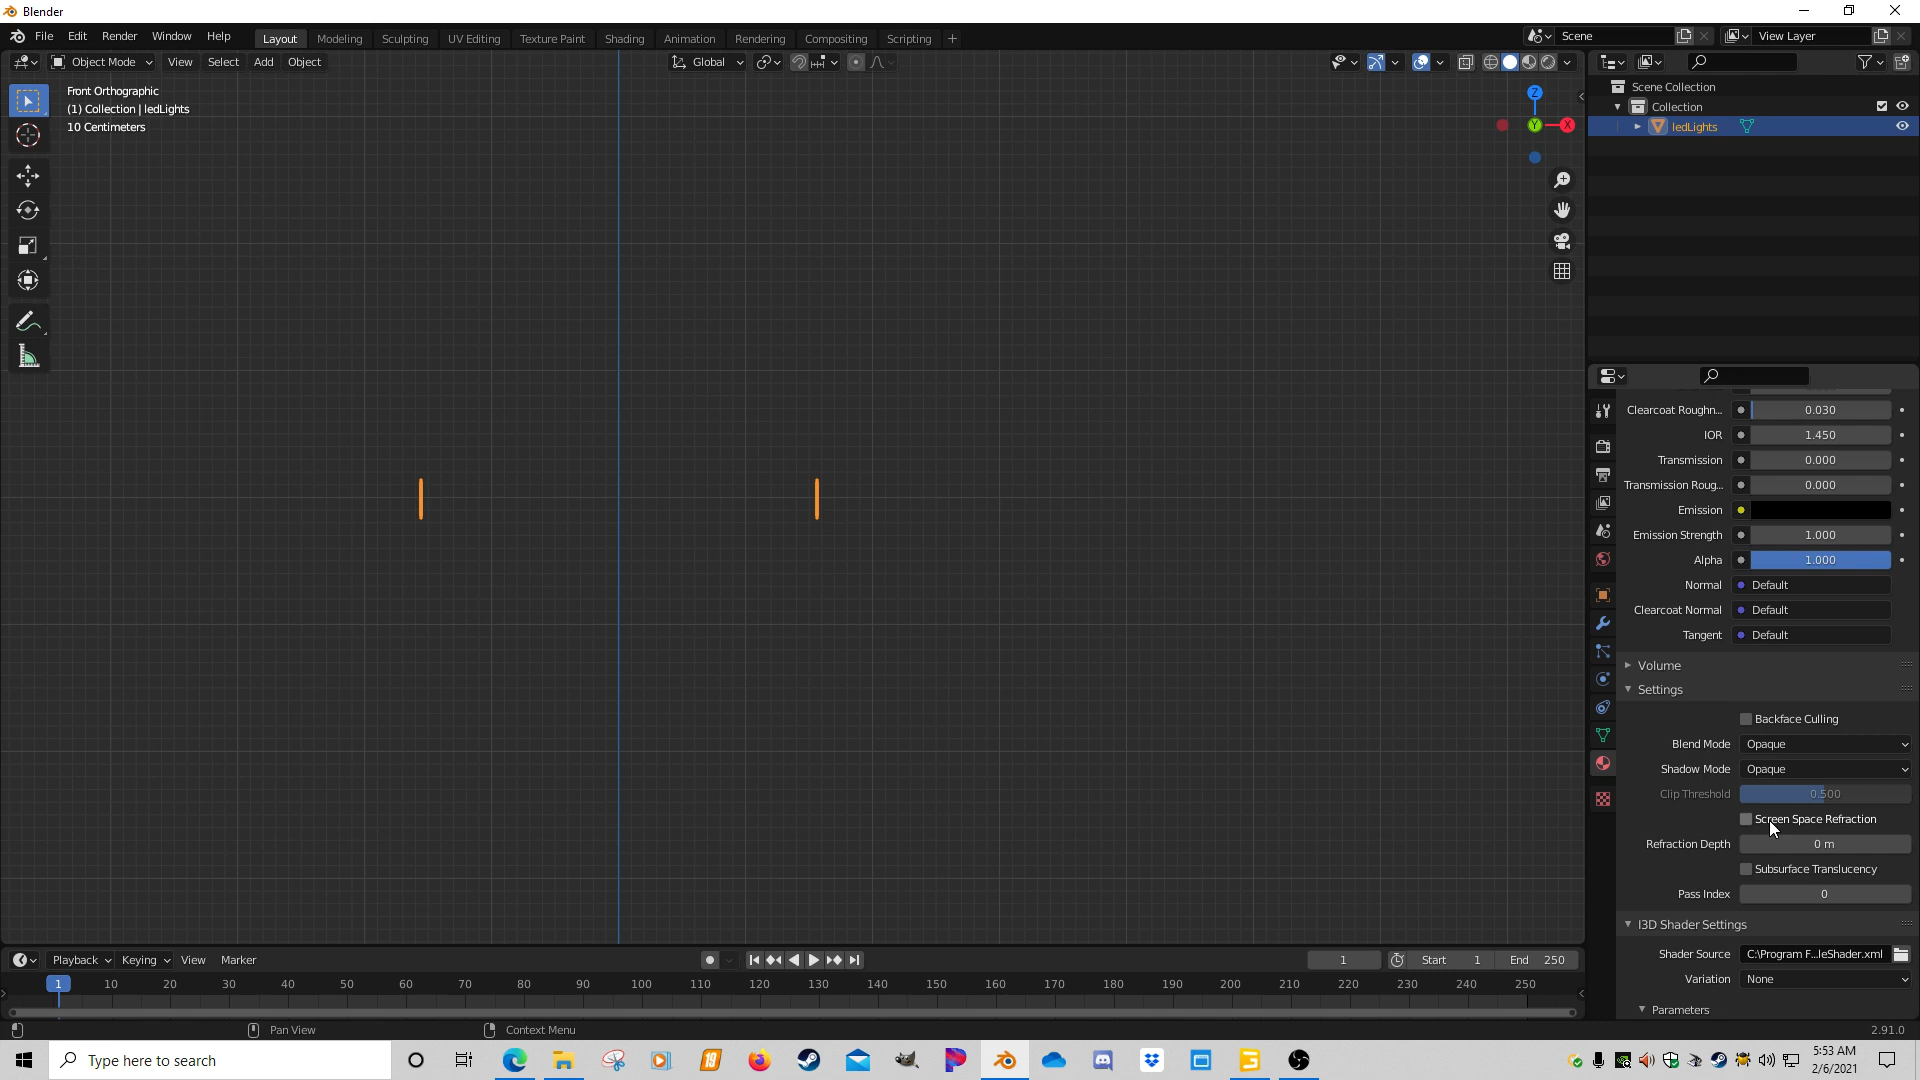 Blender
File Edit Render Window Help
Layout Modeling Sculpting UV Editing Texture Paint Shading Animation Rendering Compositing Scripting
Scene
View Layer
Object Mode View Select Add Object
Global
Front Orthographic
(1) Collection | ledLights
10 Centimeters
Z
Y
X
Scene Collection
Collection
ledLights
Clearcoat Roughn... 0.030
IOR 1.450
Transmission 0.000
Transmission Roug... 0.000
Emission
Emission Strength 1.000
Alpha 1.000
Normal Default
Clearcoat Normal Default
Tangent Default
Volume
Settings
Backface Culling
Blend Mode Opaque
Shadow Mode Opaque
Clip Threshold 0.500
Screen Space Refraction
Refraction Depth 0 m
Subsurface Translucency
Pass Index 0
I3D Shader Settings
Shader Source C:\Program F...leShader.xml
Variation None
Parameters
Playback Keying View Marker
1 Start 1 End 250
1 10 20 30 40 50 60 70 80 90 100 110 120 130 140 150 160 170 180 190 200 210 220 230 240 250
Pan View Context Menu 2.91.0
Type here to search
19
5:53 AM
2/6/2021